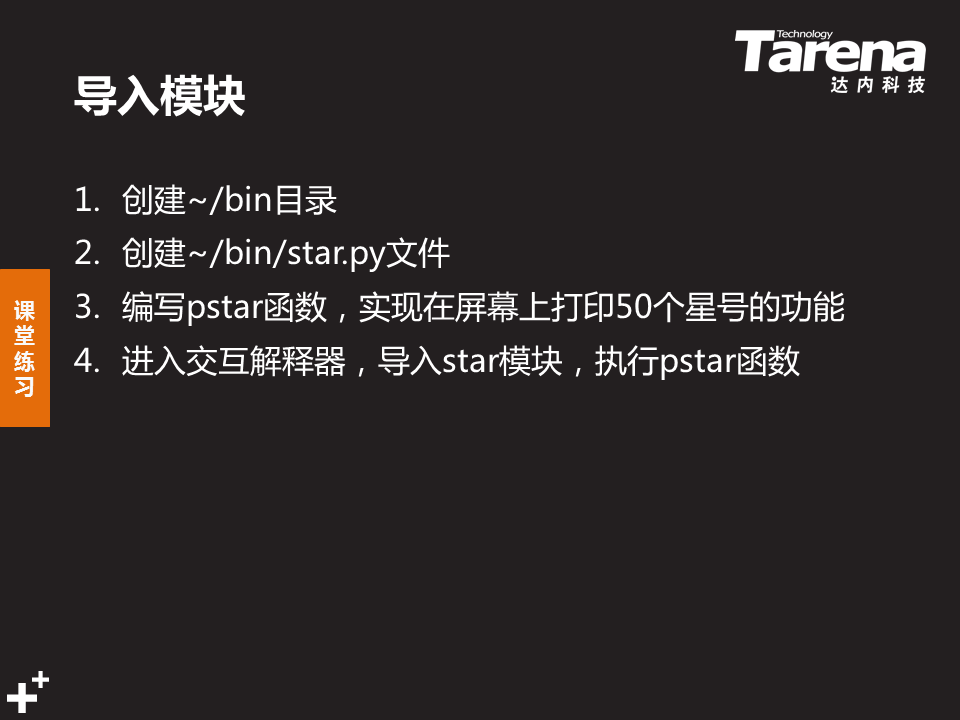 Technology
Tarena
达内科技
导入模块
1. 创建~/bin目录
2. 创建~/bin/star.py文件
3. 编写pstar函数，实现在屏幕上打印50个星号的功能
4. 进入交互解释器，导入star模块，执行pstar函数
课堂练习